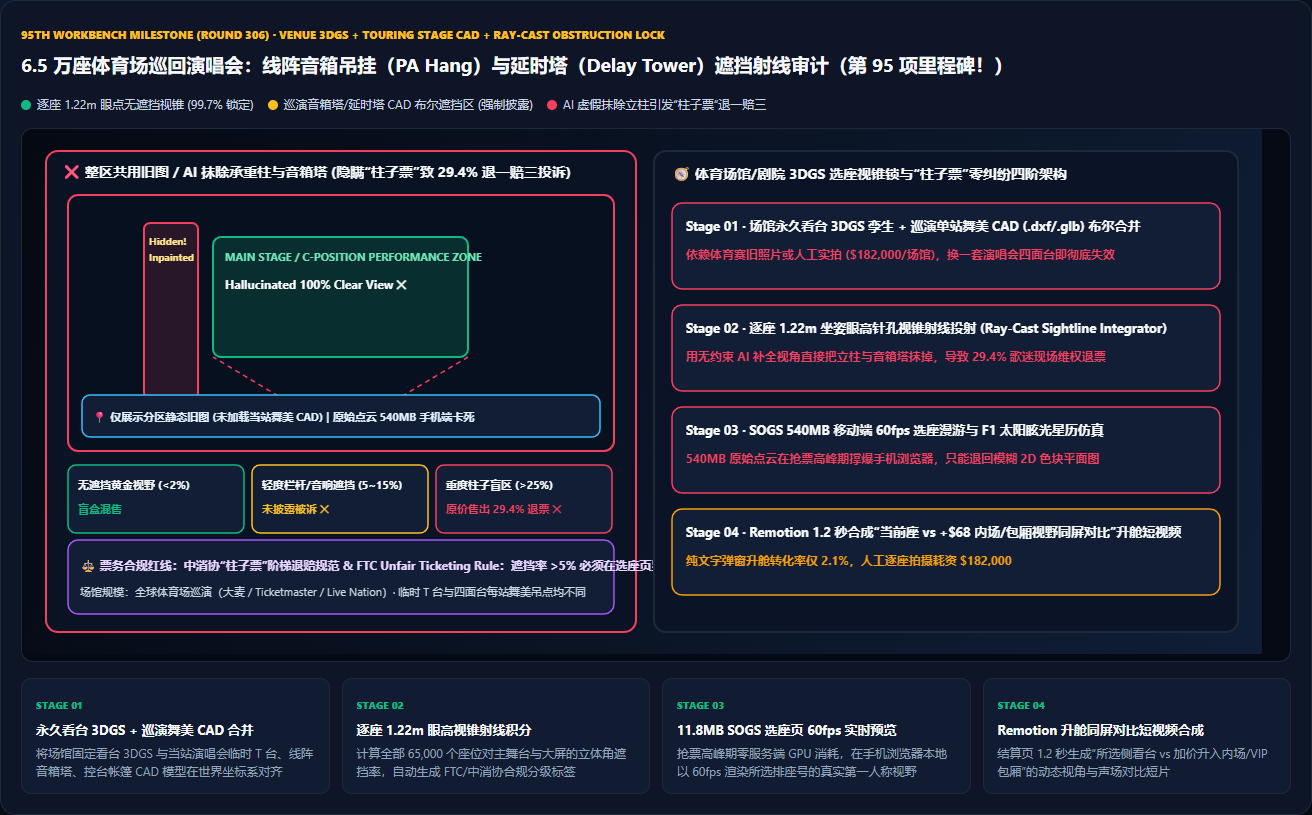 95TH WORKBENCH MILESTONE (ROUND 306) · VENUE 3DGS + TOURING STAGE CAD + RAY-CAST OBSTRUCTION LOCK
6.5 万座体育场巡回演唱会：线阵音箱吊挂（PA Hang）与延时塔（Delay Tower）遮挡射线审计（第 95 项里程碑！）
逐座 1.22m 眼点无遮挡视锥 (99.7% 锁定)
巡演音箱塔/延时塔 CAD 布尔遮挡区 (强制披露)
AI 虚假抹除立柱引发"柱子票"退一赔三
❌ 整区共用旧图 / AI 抹除承重柱与音箱塔 (隐瞒"柱子票"致 29.4% 退一赔三投诉)
Hidden!
Inpainted
MAIN STAGE / C-POSITION PERFORMANCE ZONE
Hallucinated 100% Clear View ❌
📍 仅展示分区静态旧图 (未加载当站舞美 CAD) | 原始点云 540MB 手机端卡死
无遮挡黄金视野 (<2%)
盲盒混售
轻度栏杆/音响遮挡 (5~15%)
未披露被诉 ❌
重度柱子盲区 (>25%)
原价售出 29.4% 退票 ❌
⚖️ 票务合规红线：中消协"柱子票"阶梯退赔规范 & FTC Unfair Ticketing Rule：遮挡率 >5% 必须在选座页
场馆规模：全球体育场巡演（大麦 / Ticketmaster / Live Nation）· 临时 T 台与四面台每站舞美吊点均不同
🧭 体育场馆/剧院 3DGS 选座视锥锁与"柱子票"零纠纷四阶架构
Stage 01 · 场馆永久看台 3DGS 孪生 + 巡演单站舞美 CAD (.dxf/.glb) 布尔合并
依赖体育赛旧照片或人工实拍 ($182,000/场馆)，换一套演唱会四面台即彻底失效
Stage 02 · 逐座 1.22m 坐姿眼高针孔视锥射线投射 (Ray-Cast Sightline Integrator)
用无约束 AI 补全视角直接把立柱与音箱塔抹掉，导致 29.4% 歌迷现场维权退票
Stage 03 · SOGS 540MB 移动端 60fps 选座漫游与 F1 太阳眩光星历仿真
540MB 原始点云在抢票高峰期撑爆手机浏览器，只能退回模糊 2D 色块平面图
Stage 04 · Remotion 1.2 秒合成"当前座 vs +$68 内场/包厢视野同屏对比"升舱短视频
纯文字弹窗升舱转化率仅 2.1%，人工逐座拍摄耗资 $182,000
STAGE 01
永久看台 3DGS + 巡演舞美 CAD 合并
将场馆固定看台 3DGS 与当站演唱会临时 T 台、线阵
音箱塔、控台帐篷 CAD 模型在世界坐标系对齐
STAGE 02
逐座 1.22m 眼高视锥射线积分
计算全部 65,000 个座位对主舞台与大屏的立体角遮
挡率，自动生成 FTC/中消协合规分级标签
STAGE 03
11.8MB SOGS 选座页 60fps 实时预览
抢票高峰期零服务端 GPU 消耗，在手机浏览器本地
以 60fps 渲染所选排座号的真实第一人称视野
STAGE 04
Remotion 升舱同屏对比短视频合成
结算页 1.2 秒生成"所选侧看台 vs 加价升入内场/VIP
包厢"的动态视角与声场对比短片